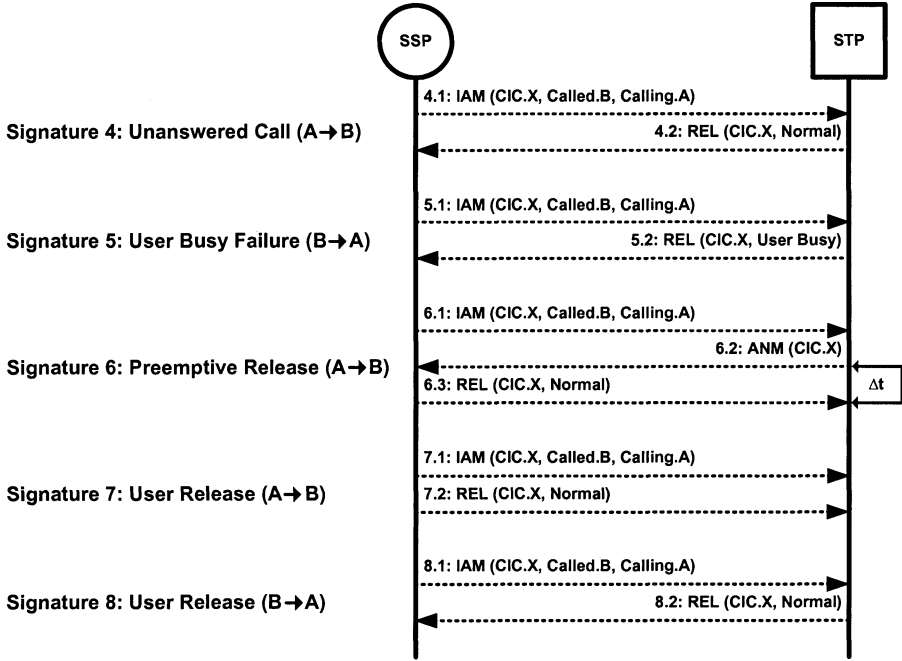 SSP
STP
4.1: IAM (CIC.X, Called.B, Calling.A)
Signature 4: Unanswered Call (A→B)
4.2: REL (CIC.X, Normal)
5.1: IAM (CIC.X, Called.B, Calling.A)
Signature 5: User Busy Failure (B→A)
5.2: REL (CIC.X, User Busy)
6.1: IAM (CIC.X, Called.B, Calling.A)
6.2: ANM (CIC.X)
Signature 6: Preemptive Release (A→B)
Δt
6.3: REL (CIC.X, Normal)
7.1: IAM (CIC.X, Called.B, Calling.A)
Signature 7: User Release (A→B)
7.2: REL (CIC.X, Normal)
8.1: IAM (CIC.X, Called.B, Calling.A)
Signature 8: User Release (B→A)
8.2: REL (CIC.X, Normal)